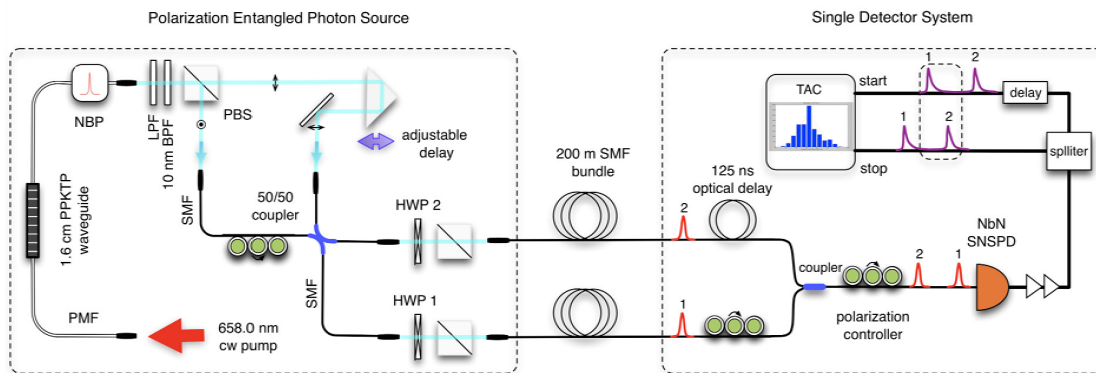 Polarization Entangled Photon Source
Single Detector System
NBP
LPF
10 nm BPF
PBS
adjustable
delay
1.6 cm PPKTP
waveguide
SMF
50/50
coupler
SMF
HWP 2
HWP 1
PMF
658.0 nm
cw pump
200 m SMF
bundle
2
125 ns
optical delay
1
coupler
polarization
controller
2
1
NbN
SNSPD
TAC
start
stop
1
2
1
2
delay
splliter